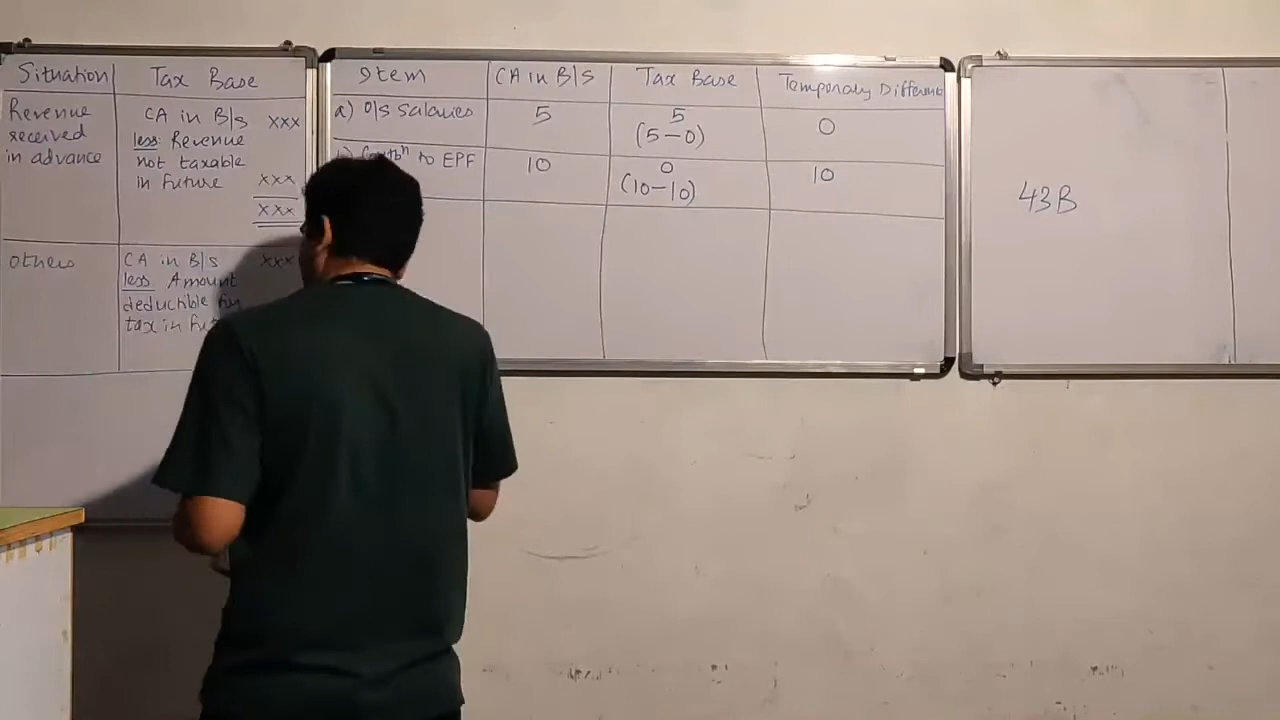 Situation
Tax Base
Revenue
received
in advance
CA in B/s
xxx
less: Revenue
not taxable
in future
xxx
xxx
Others
CA in B/s
xxx
less Amount
deductible
tax in
Item
CA in B/S
Tax Base
Temporary Differenc
a) O/s Salaries
5
5
(5-0)
0
to EPF
10
0
(10-10)
10
43B